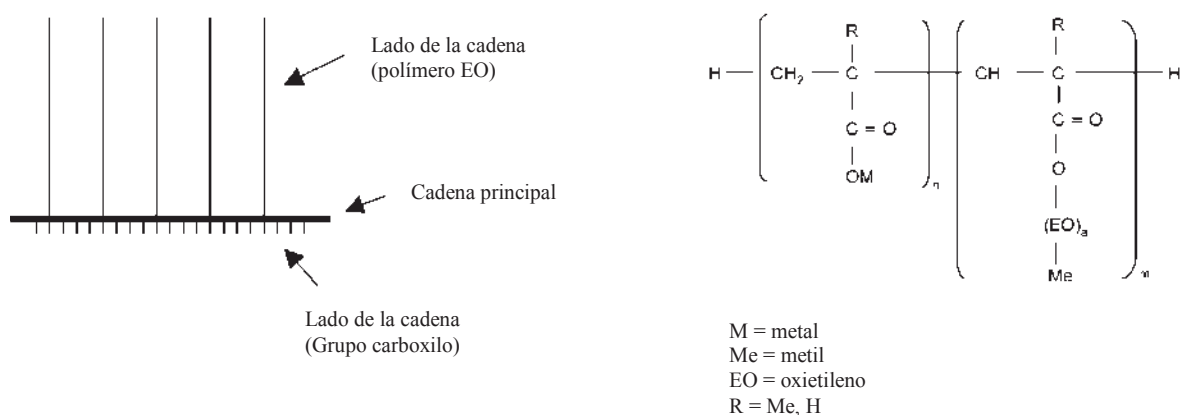 Lado de la cadena
(polímero EO)
Cadena principal
Lado de la cadena
(Grupo carboxilo)
R
R
H — CH₂ — C — CH — C — H
C = O
C = O
OM
n
O
(EO)ₐ
Me
m
M = metal
Me = metil
EO = oxietileno
R = Me, H